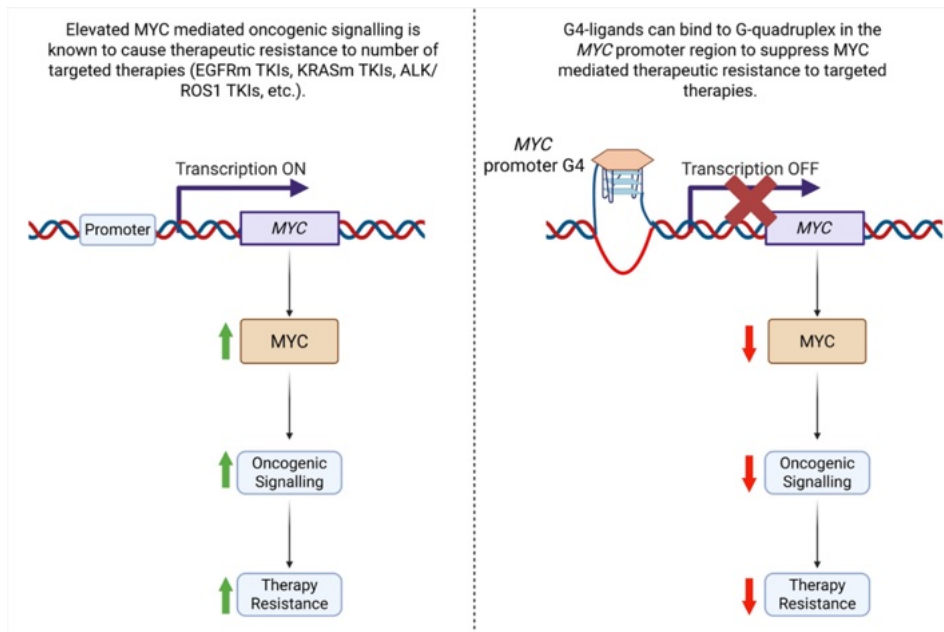 Elevated MYC mediated oncogenic signalling is
known to cause therapeutic resistance to number of
targeted therapies (EGFRm TKIs, KRASm TKIs, ALK/
ROS1 TKIs, etc.).
Transcription ON
Promoter
MYC
MYC
Oncogenic
Signalling
Therapy
Resistance
G4-ligands can bind to G-quadruplex in the
MYC promoter region to suppress MYC
mediated therapeutic resistance to targeted
therapies.
MYC
promoter G4
Transcription OFF
MYC
MYC
Oncogenic
Signalling
Therapy
Resistance